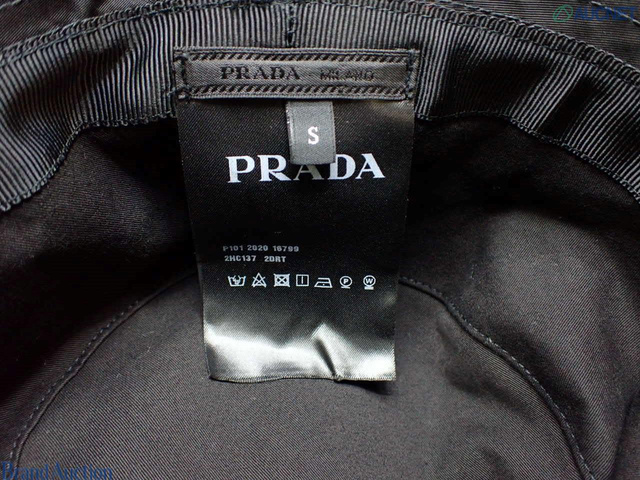 PRADA MILANO
S
PRADA
P101 2020 16799
2HC137 2DRT
P W
Brand Auction